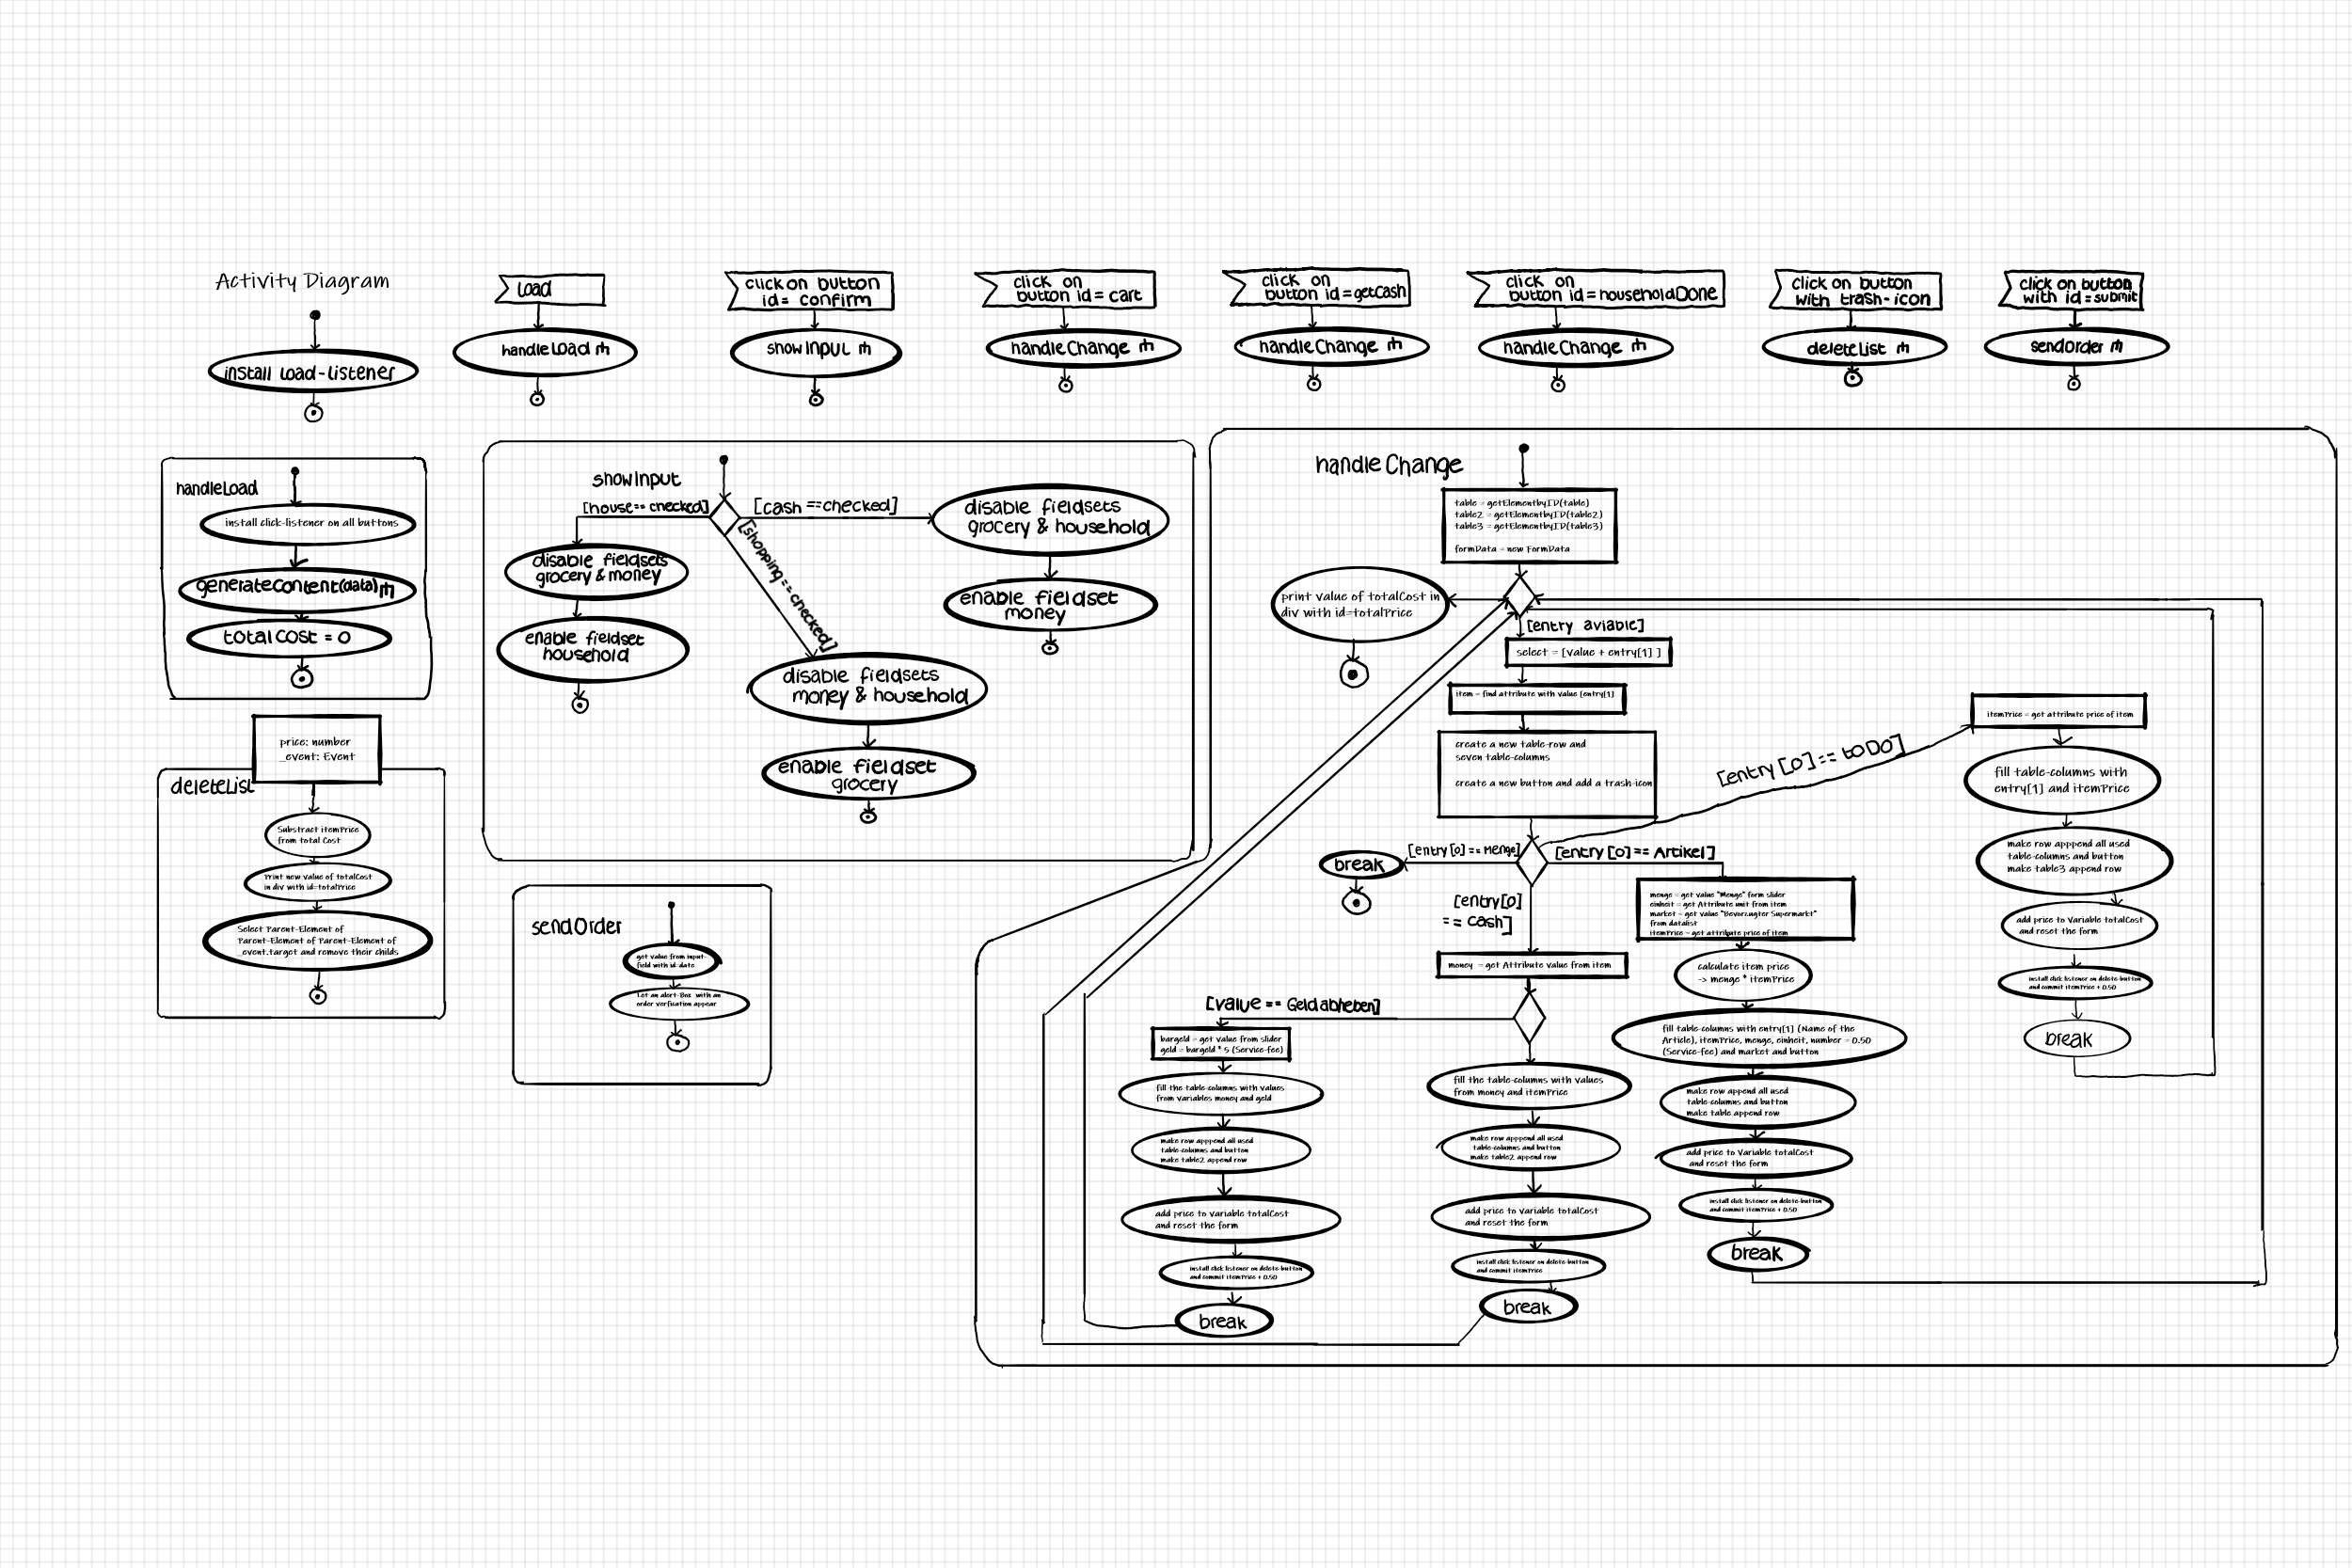 Activity Diagram
install Load-Listener
Load
handleLoad
click on button
id= confirm
showInput
click on
button id = cart
handleChange
click on
button id=getCash
handleChange
click on
button id=householdDone
handleChange
click on button
with trash-icon
deleteList
click on button
with id=submit
sendOrder
handleLoad
install click-listener on all buttons
generateContent(data)
totalCost = 0
price: number
_event: Event
deleteList
Substract itemPrice
from total Cost
Print new value of totalCost
in div with id=totalPrice
Select Parent-Element of
Parent-Element of Parent-Element of
_event.target and remove their childs
showInput
[house== checked]
[cash ==checked]
[shopping== checked]
disable fieldsets
grocery & money
enable fieldset
household
disable fieldsets
money & household
enable fieldset
grocery
disable fieldsets
grocery & household
enable fieldset
money
sendOrder
get value from input-
field with id=date
Let an alert-Box with an
order verfication appear
handleChange
table = getElementbyID(table)
table2 = getElementbyID(table2)
table3 = getElementbyID(table3)
formData = new FormData
print value of totalCost in
div with id=totalPrice
[entry aviable]
select = [value + entry[1] ]
item = find attribute with value [entry[1]
create a new table-row and
seven table-columns
create a new button and add a trash-icon
[entry[0] == Menge]
break
[entry[0]
== cash]
[entry[0]== Artikel]
[entry[0]== toDo]
money = get Attribute value from item
[value == Geld abheben]
bargeld = get value from slider
geld = bargeld * 5 (Service-fee)
fill the table-columns with values
from variables money and geld
make row apppend all used
table-columns and button
make table2 append row
add price to Variable totalCost
and reset the form
install click listener on delete-button
and commit itemPrice + 0.50
break
fill the table-columns with values
from money and itemPrice
make row apppend all used
table-columns and button
make table2 append row
add price to Variable totalCost
and reset the form
install click listener on delete-button
and commit itemPrice
break
menge = get value "Menge" form slider
einheit = get Attribute unit from item
market = get value "Bevorzugter Supermarkt"
from datalist
itemPrice = get attribute price of item
calculate item price
-> menge * itemPrice
fill table-columns with entry[1] (Name of the
Article), itemPrice, menge, einheit, number = 0.50
(Service-fee) and market and button
make row append all used
table-columns and button
make table append row
add price to Variable totalCost
and reset the form
install click listener on delete-button
and commit itemPrice + 0.50
break
itemPrice = get attribute price of item
fill table-columns with
entry[1] and itemPrice
make row apppend all used
table-columns and button
make table3 append row
add price to Variable totalCost
and reset the form
install click listener on delete-button
and commit itemPrice + 0.50
break